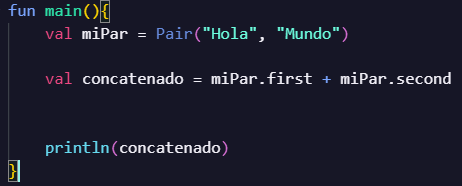 fun main(){
    val miPar = Pair("Hola", "Mundo")
    val concatenado = miPar.first + miPar.second
    println(concatenado)
}